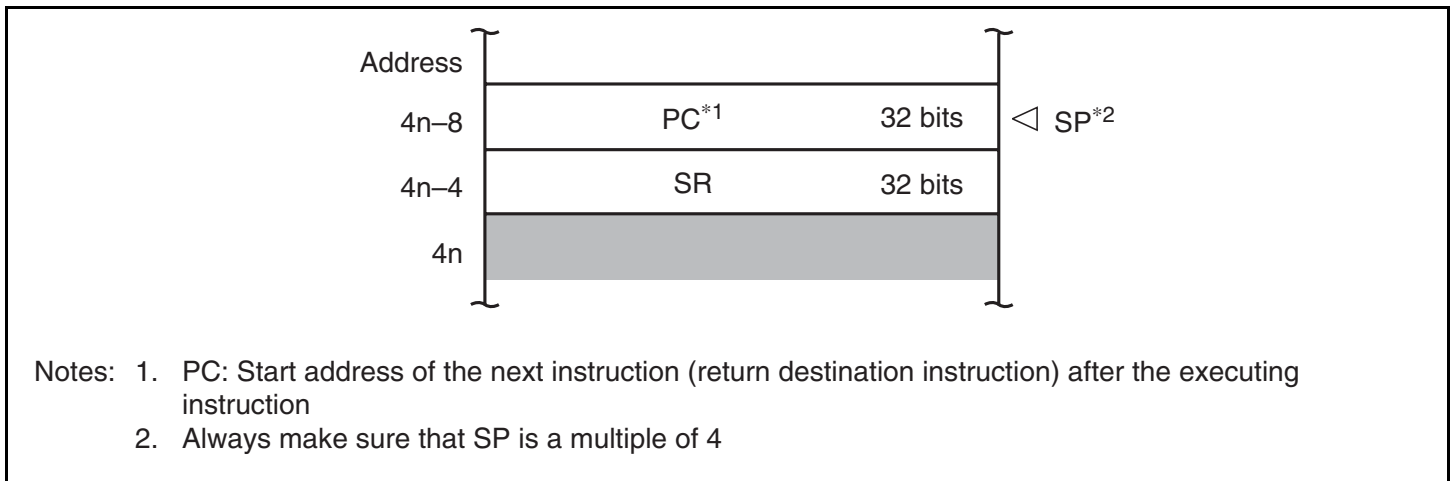 Address
4n–8 PC*1 32 bits ◁ SP*2
4n–4 SR 32 bits
4n
Notes: 1. PC: Start address of the next instruction (return destination instruction) after the executing
instruction
2. Always make sure that SP is a multiple of 4